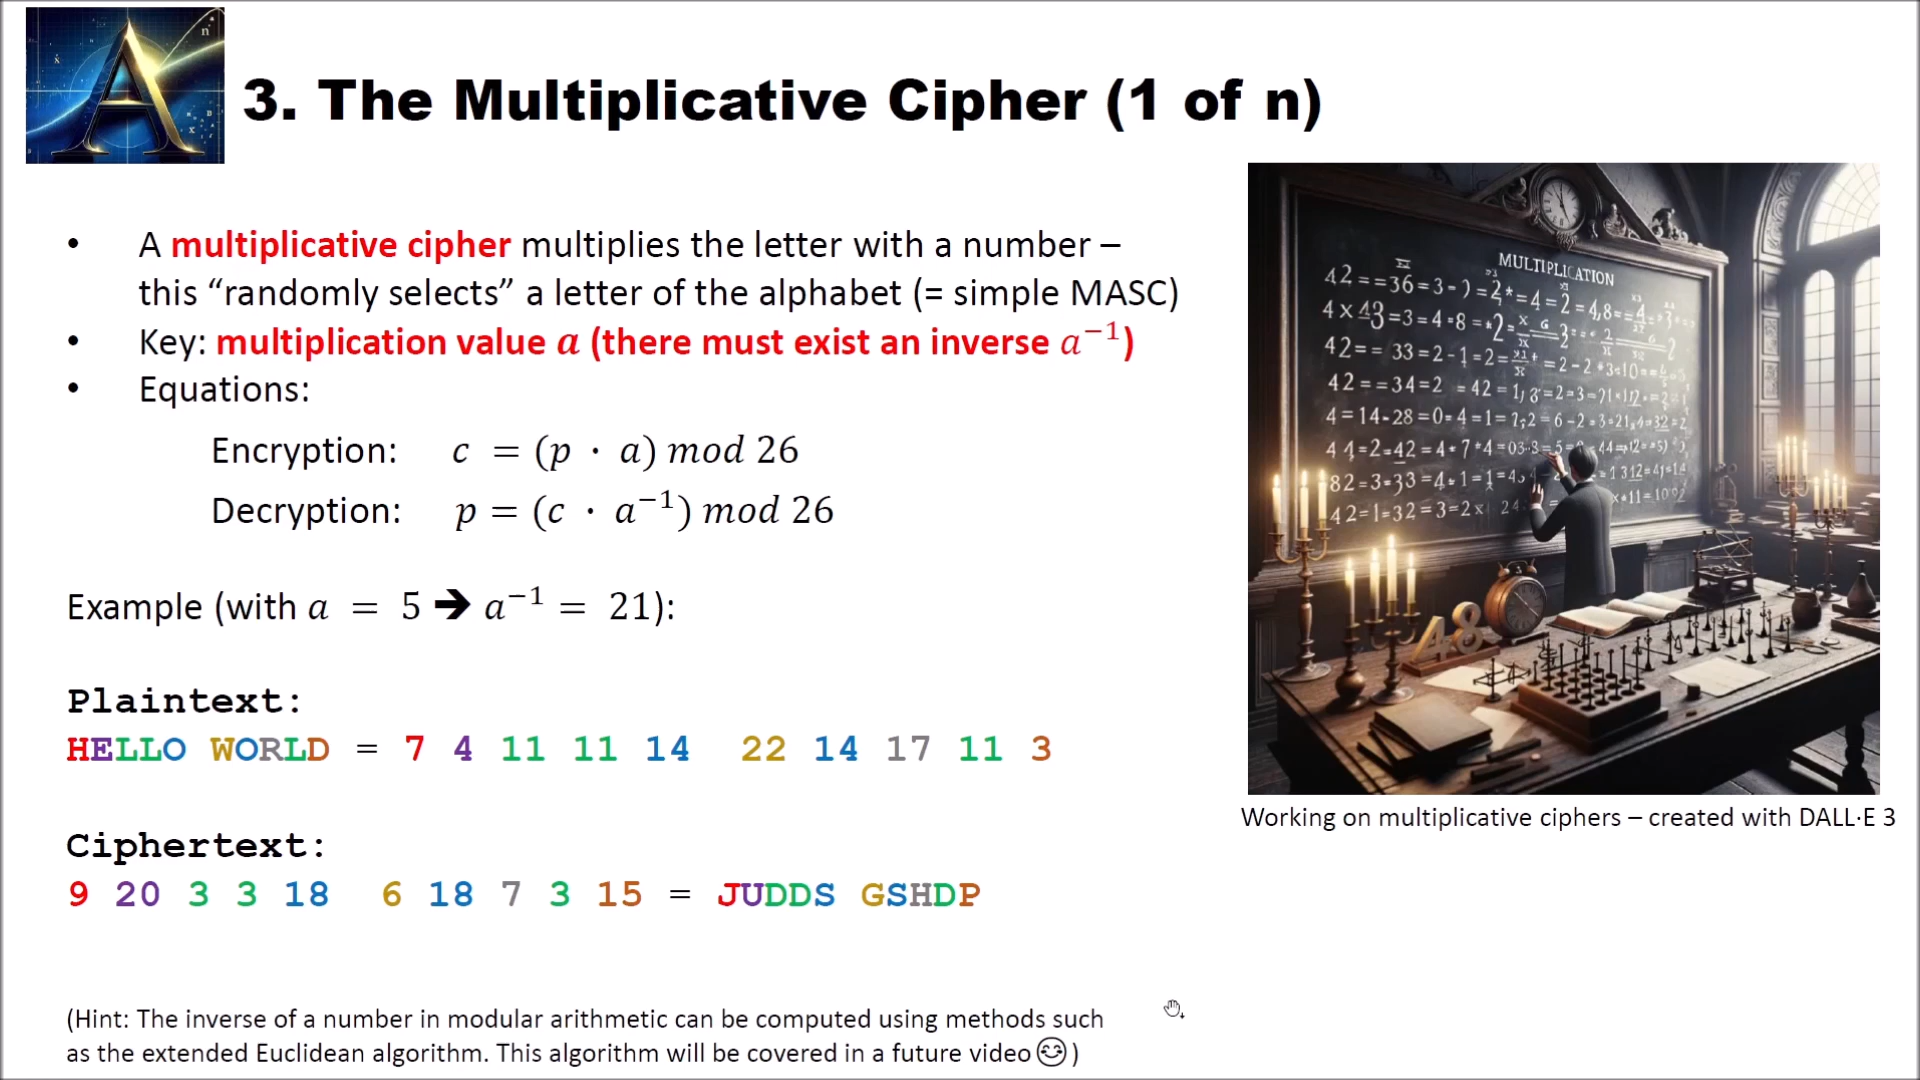 3. The Multiplicative Cipher (1 of n)
• A multiplicative cipher multiplies the letter with a number –
this “randomly selects” a letter of the alphabet (= simple MASC)
• Key: multiplication value a (there must exist an inverse a⁻¹)
• Equations:
Encryption: c = (p · a) mod 26
Decryption: p = (c · a⁻¹) mod 26
Example (with a = 5 ➔ a⁻¹ = 21):
Plaintext:
HELLO WORLD = 7 4 11 11 14 22 14 17 11 3
Ciphertext:
9 20 3 3 18 6 18 7 3 15 = JUDDS GSHDP
(Hint: The inverse of a number in modular arithmetic can be computed using methods such
as the extended Euclidean algorithm. This algorithm will be covered in a future video😊)
A
n
MULTIPLICATION
48
Working on multiplicative ciphers – created with DALL·E 3